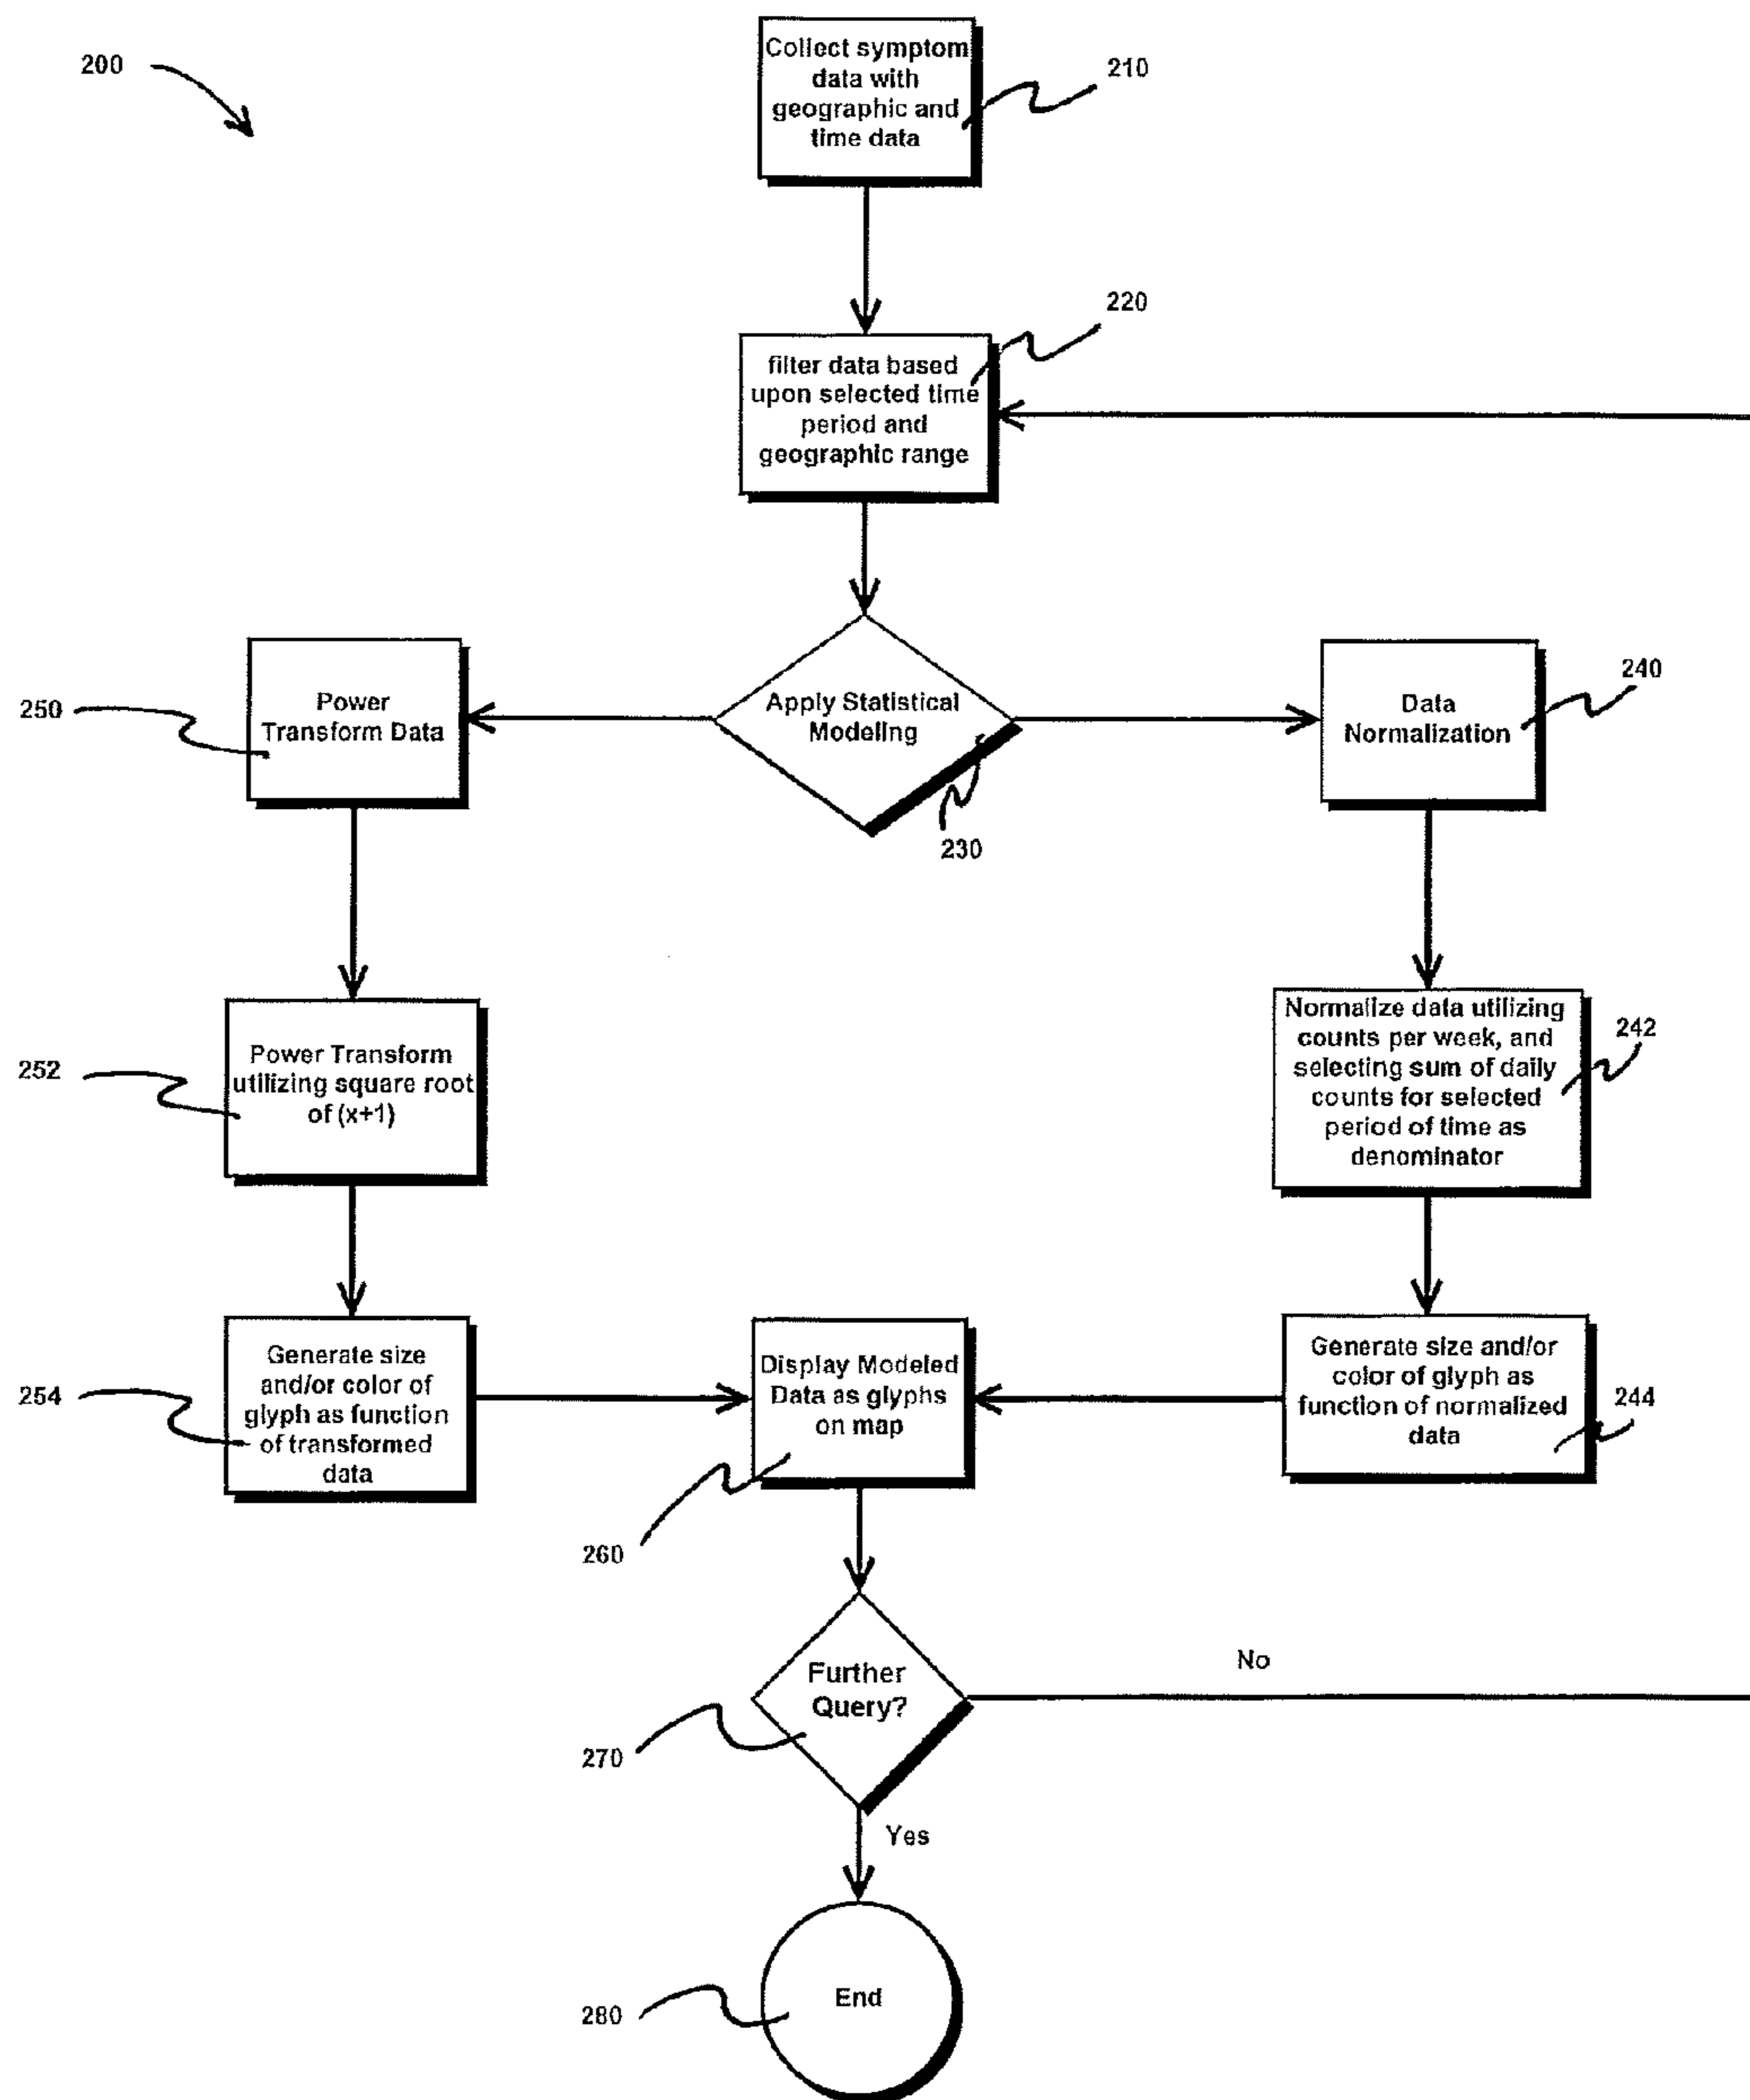 200
Collect symptom
data with
geographic and
time data
210
220
filter data based
upon selected time
period and
geographic range
250
Power
Transform Data
Apply Statistical
Modeling
230
Data
Normalization
240
252
Power Transform
utilizing square root
of (x+1)
Normalize data utilizing
counts per week, and
selecting sum of daily
counts for selected
period of time as
denominator
242
254
Generate size
and/or color of
glyph as function
of transformed
data
Display Modeled
Data as glyphs
on map
260
Generate size and/or
color of glyph as
function of normalized
data
244
Further
Query?
No
270
Yes
End
280